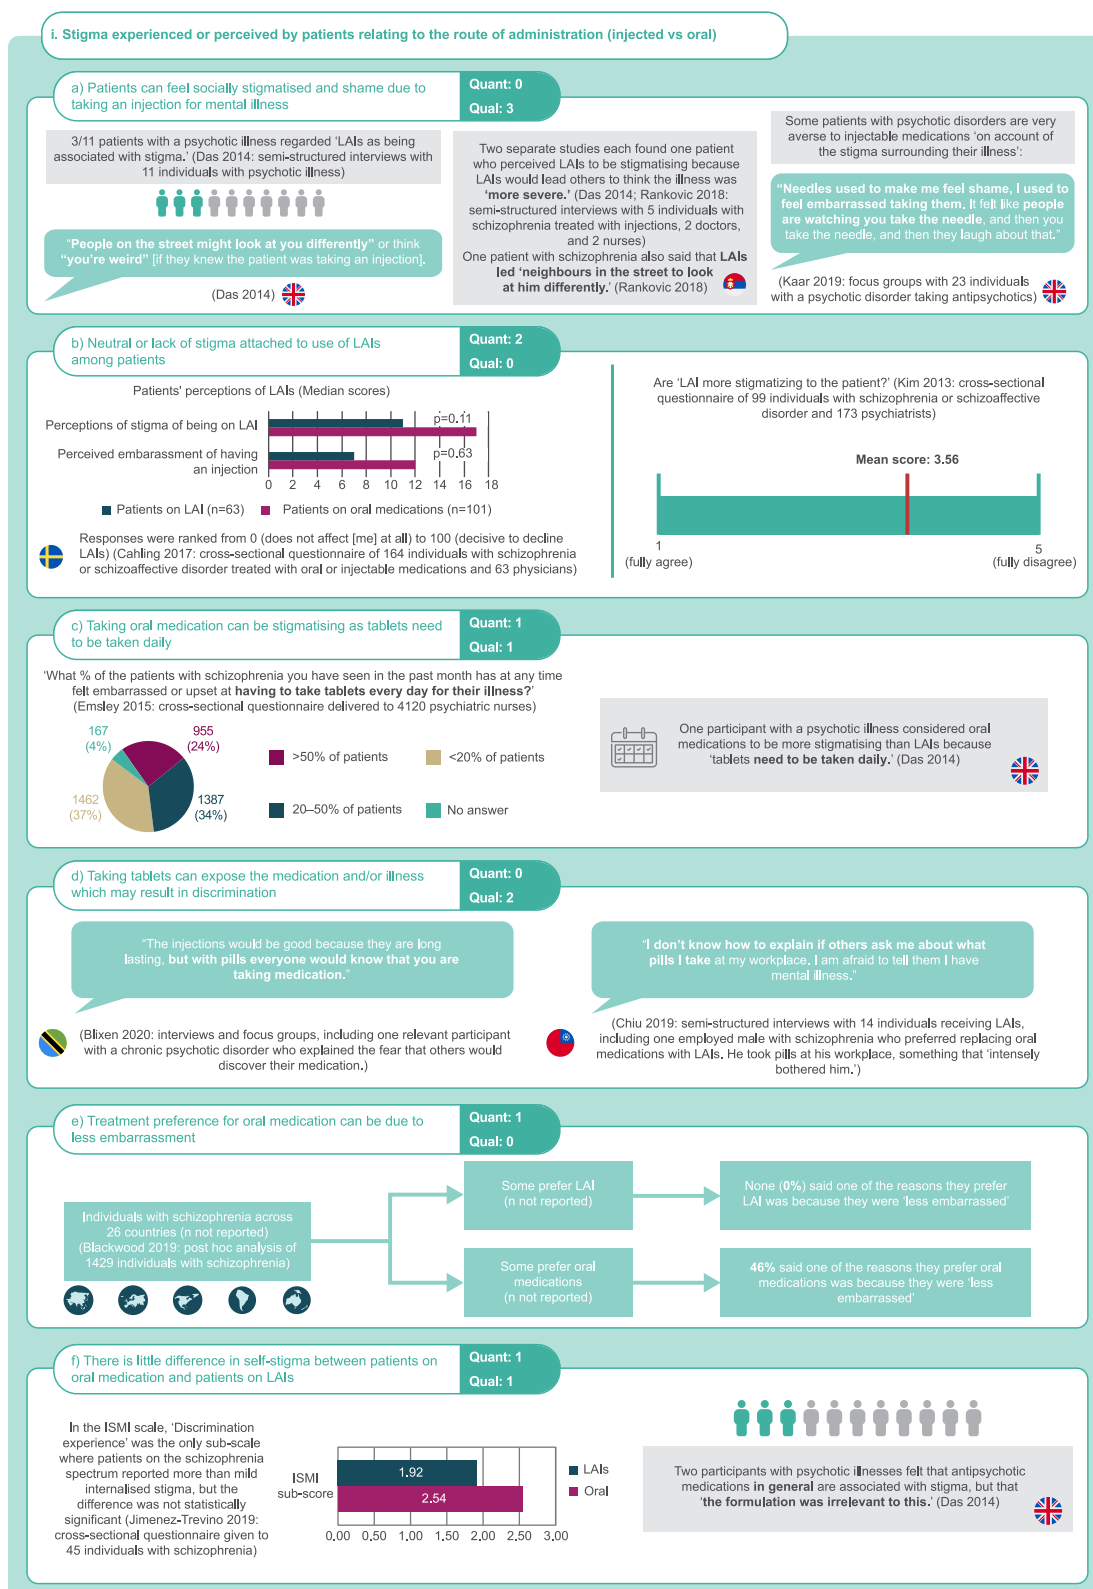 i. Stigma experienced or perceived by patients relating to the route of administration (injected vs oral)
a) Patients can feel socially stigmatised and shame due to
taking an injection for mental illness
Quant: 0
Qual: 3
3/11 patients with a psychotic illness regarded ‘LAIs as being
associated with stigma.’ (Das 2014: semi-structured interviews with
11 individuals with psychotic illness)
“People on the street might look at you differently” or think
“you’re weird” [if they knew the patient was taking an injection].
(Das 2014)
Two separate studies each found one patient
who perceived LAIs to be stigmatising because
LAIs would lead others to think the illness was
‘more severe.’ (Das 2014; Rankovic 2018:
semi-structured interviews with 5 individuals with
schizophrenia treated with injections, 2 doctors,
and 2 nurses)
One patient with schizophrenia also said that LAIs
led ‘neighbours in the street to look
at him differently.’ (Rankovic 2018)
Some patients with psychotic disorders are very
averse to injectable medications ‘on account of
the stigma surrounding their illness’:
“Needles used to make me feel shame, I used to
feel embarrassed taking them. It felt like people
are watching you take the needle, and then you
take the needle, and then they laugh about that.”
(Kaar 2019: focus groups with 23 individuals
with a psychotic disorder taking antipsychotics)
b) Neutral or lack of stigma attached to use of LAIs
among patients
Quant: 2
Qual: 0
Patients' perceptions of LAIs (Median scores)
Perceptions of stigma of being on LAI
p=0.11
Perceived embarassment of having
an injection
p=0.63
0 2 4 6 8 10 12 14 16 18
Patients on LAI (n=63)
Patients on oral medications (n=101)
Responses were ranked from 0 (does not affect [me] at all) to 100 (decisive to decline
LAIs) (Cahling 2017: cross-sectional questionnaire of 164 individuals with schizophrenia
or schizoaffective disorder treated with oral or injectable medications and 63 physicians)
Are ‘LAI more stigmatizing to the patient?’ (Kim 2013: cross-sectional
questionnaire of 99 individuals with schizophrenia or schizoaffective
disorder and 173 psychiatrists)
Mean score: 3.56
1
(fully agree)
5
(fully disagree)
c) Taking oral medication can be stigmatising as tablets need
to be taken daily
Quant: 1
Qual: 1
‘What % of the patients with schizophrenia you have seen in the past month has at any time
felt embarrassed or upset at having to take tablets every day for their illness?’
(Emsley 2015: cross-sectional questionnaire delivered to 4120 psychiatric nurses)
167
(4%)
955
(24%)
1462
(37%)
1387
(34%)
>50% of patients
<20% of patients
20–50% of patients
No answer
One participant with a psychotic illness considered oral
medications to be more stigmatising than LAIs because
‘tablets need to be taken daily.’ (Das 2014)
d) Taking tablets can expose the medication and/or illness
which may result in discrimination
Quant: 0
Qual: 2
“The injections would be good because they are long
lasting, but with pills everyone would know that you are
taking medication.”
(Blixen 2020: interviews and focus groups, including one relevant participant
with a chronic psychotic disorder who explained the fear that others would
discover their medication.)
“I don’t know how to explain if others ask me about what
pills I take at my workplace. I am afraid to tell them I have
mental illness.”
(Chiu 2019: semi-structured interviews with 14 individuals receiving LAIs,
including one employed male with schizophrenia who preferred replacing oral
medications with LAIs. He took pills at his workplace, something that ‘intensely
bothered him.’)
e) Treatment preference for oral medication can be due to
less embarrassment
Quant: 1
Qual: 0
Individuals with schizophrenia across
26 countries (n not reported)
(Blackwood 2019: post hoc analysis of
1429 individuals with schizophrenia)
Some prefer LAI
(n not reported)
None (0%) said one of the reasons they prefer
LAI was because they were ‘less embarrassed’
Some prefer oral
medications
(n not reported)
46% said one of the reasons they prefer oral
medications was because they were ‘less
embarrassed’
f) There is little difference in self-stigma between patients on
oral medication and patients on LAIs
Quant: 1
Qual: 1
In the ISMI scale, ‘Discrimination
experience’ was the only sub-scale
where patients on the schizophrenia
spectrum reported more than mild
internalised stigma, but the
difference was not statistically
significant (Jimenez-Trevino 2019:
cross-sectional questionnaire given to
45 individuals with schizophrenia)
ISMI
sub-score
1.92
2.54
0.00 0.50 1.00 1.50 2.00 2.50 3.00
LAIs
Oral
Two participants with psychotic illnesses felt that antipsychotic
medications in general are associated with stigma, but that
‘the formulation was irrelevant to this.’ (Das 2014)